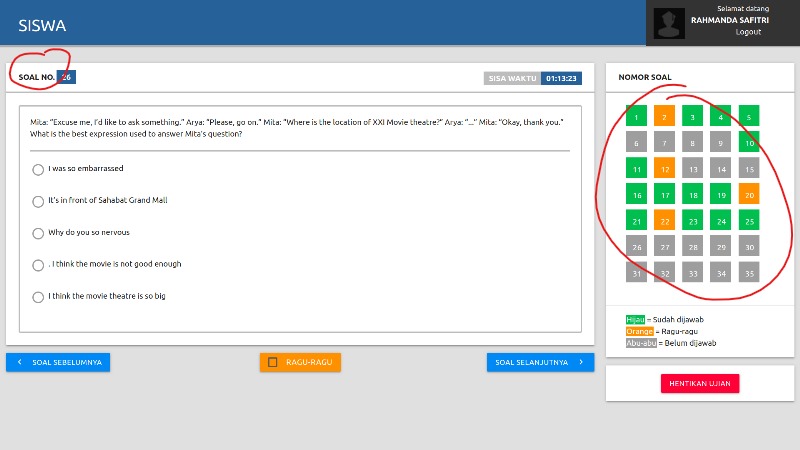 SISWA
Selamat datang
RAHMANDA SAFITRI
Logout
SOAL NO. 26
SISA WAKTU 01:13:23
Mita: “Excuse me, I’d like to ask something.” Arya: “Please, go on.” Mita: “Where is the location of XXI Movie theatre?” Arya: “...” Mita: “Okay, thank you.”
What is the best expression used to answer Mita’s question?
I was so embarrassed
It’s in front of Sahabat Grand Mall
Why do you so nervous
. I think the movie is not good enough
I think the movie theatre is so big
SOAL SEBELUMNYA
RAGU-RAGU
SOAL SELANJUTNYA
NOMOR SOAL
1 2 3 4 5
6 7 8 9 10
11 12 13 14 15
16 17 18 19 20
21 22 23 24 25
26 27 28 29 30
31 32 33 34 35
Hijau = Sudah dijawab
Orange = Ragu-ragu
Abu-abu = Belum dijawab
HENTIKAN UJIAN